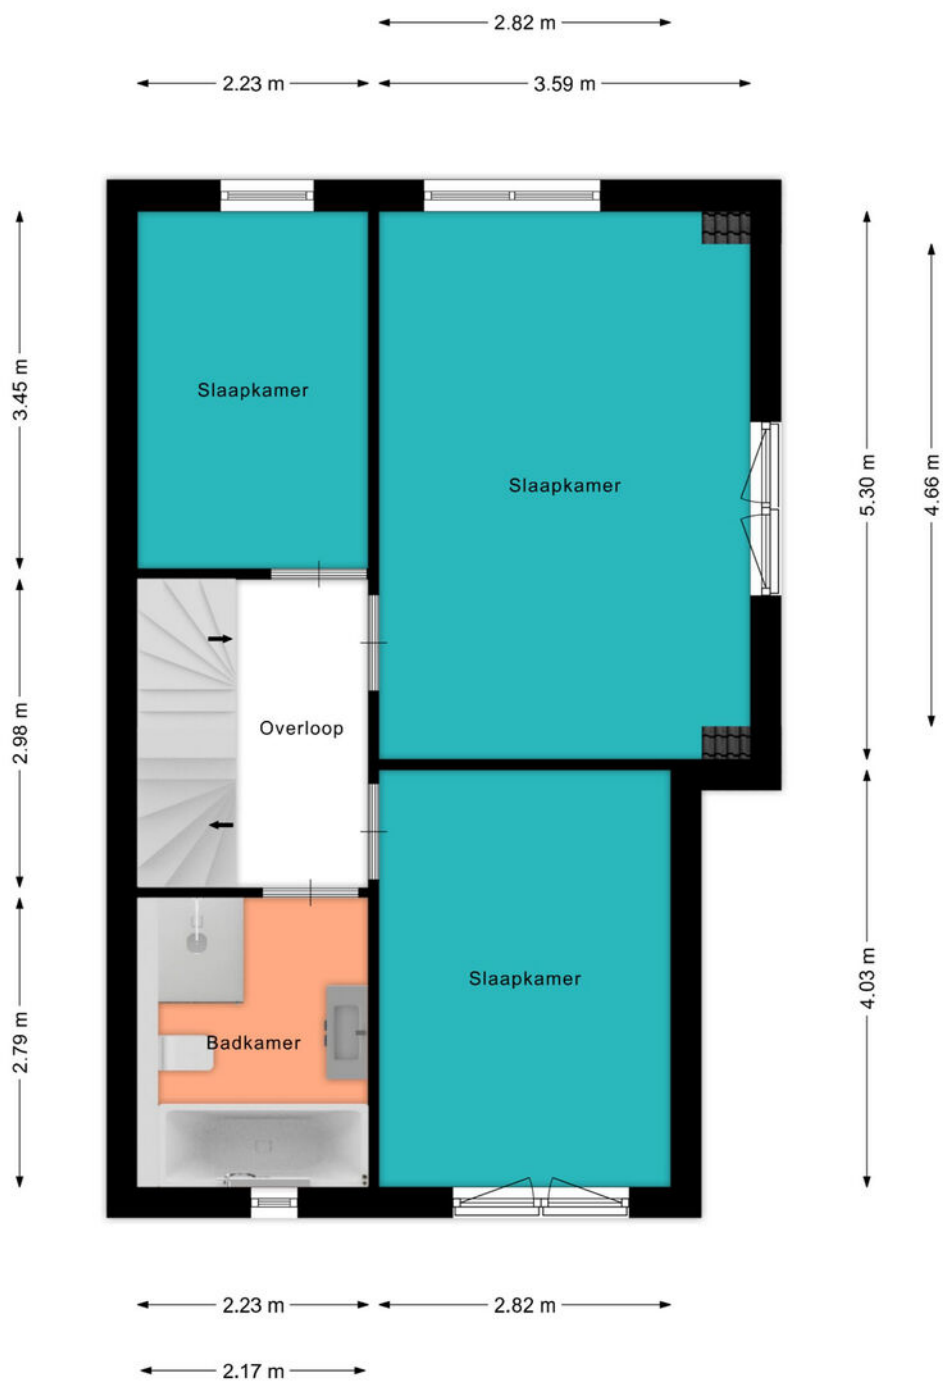 2.82 m
2.23 m
3.59 m
3.45 m
Slaapkamer
Slaapkamer
5.30 m
4.66 m
2.98 m
Overloop
4.03 m
Slaapkamer
2.79 m
Badkamer
2.23 m
2.82 m
2.17 m